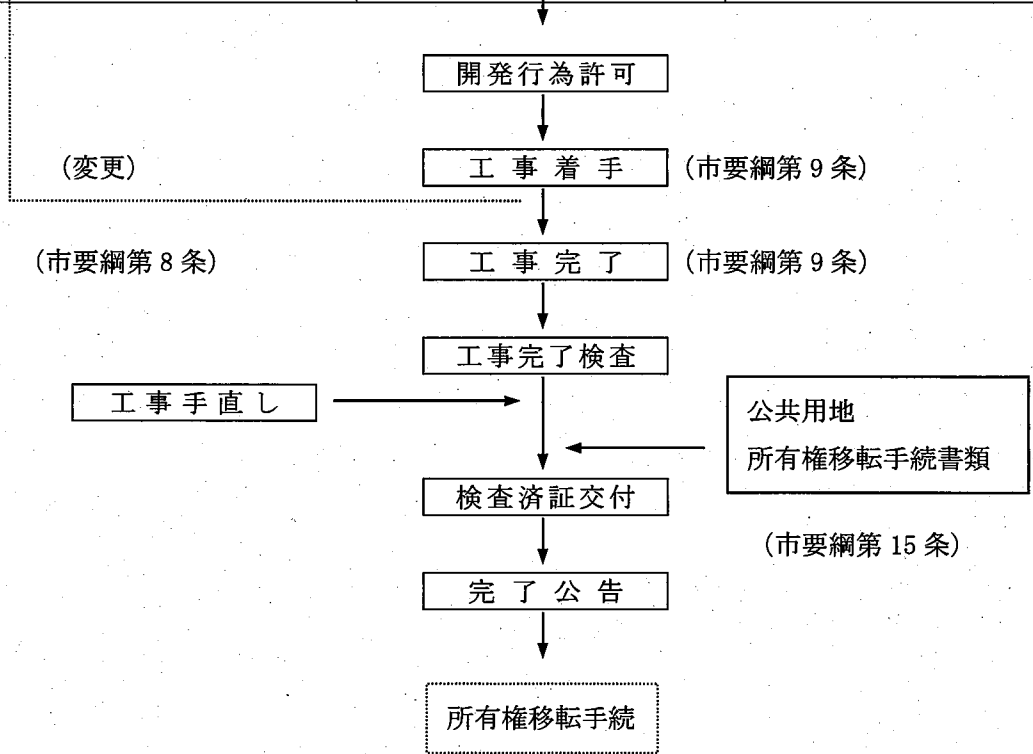 開発行為許可
(変更)
工事着手
(市要綱第9条)
(市要綱第8条)
工事完了
(市要綱第9条)
工事完了検査
工事手直し
公共用地
所有権移転手続書類
検査済証交付
(市要綱第15条)
完了公告
所有権移転手続